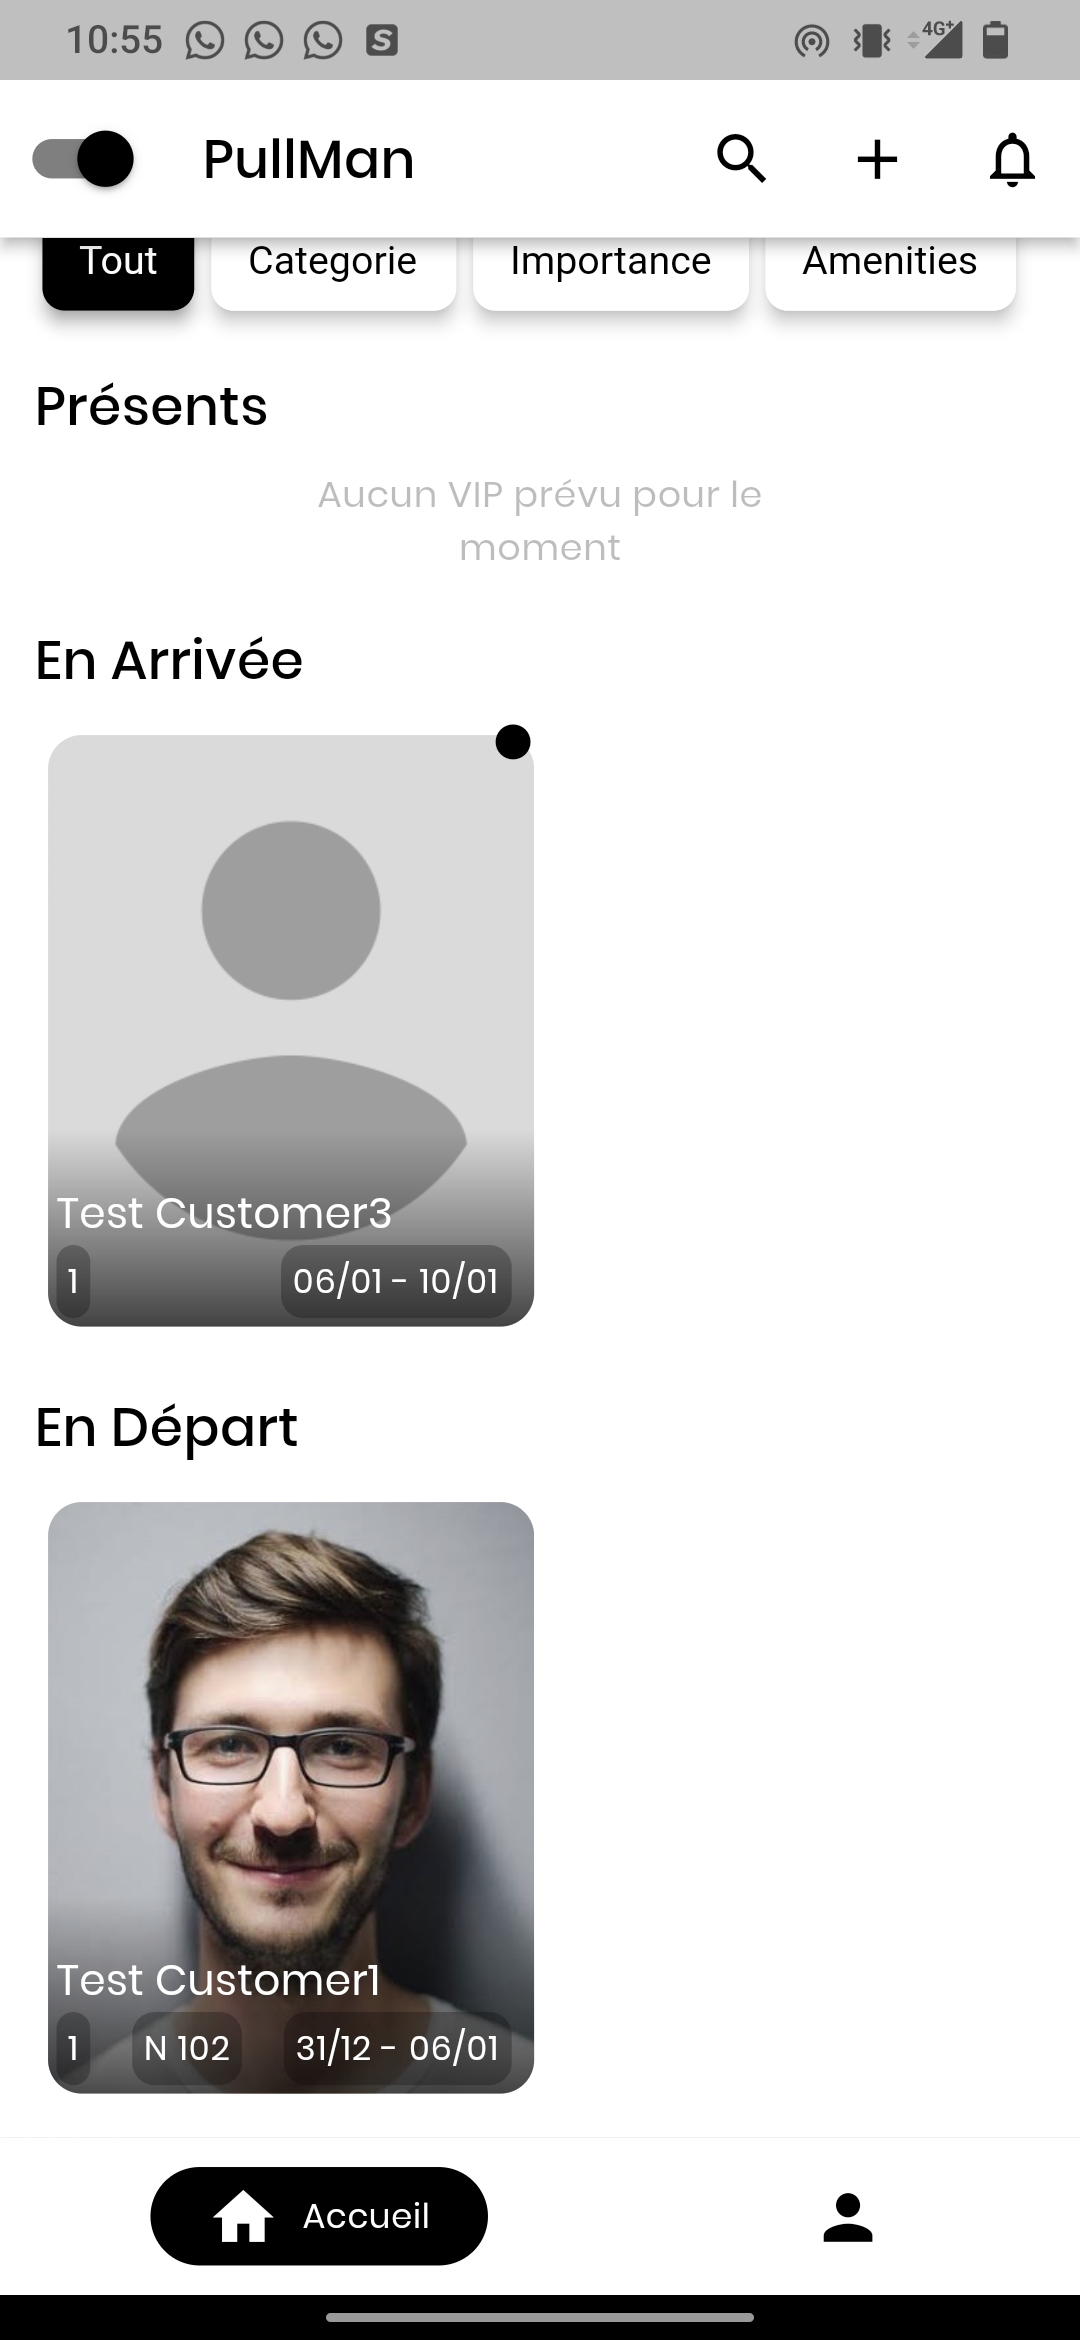 10:55
4G+
PullMan
Tout
Categorie
Importance
Amenities
Présents
Aucun VIP prévu pour le
moment
En Arrivée
Test Customer3
1
06/01 - 10/01
En Départ
Test Customer1
1
N 102
31/12 - 06/01
Accueil